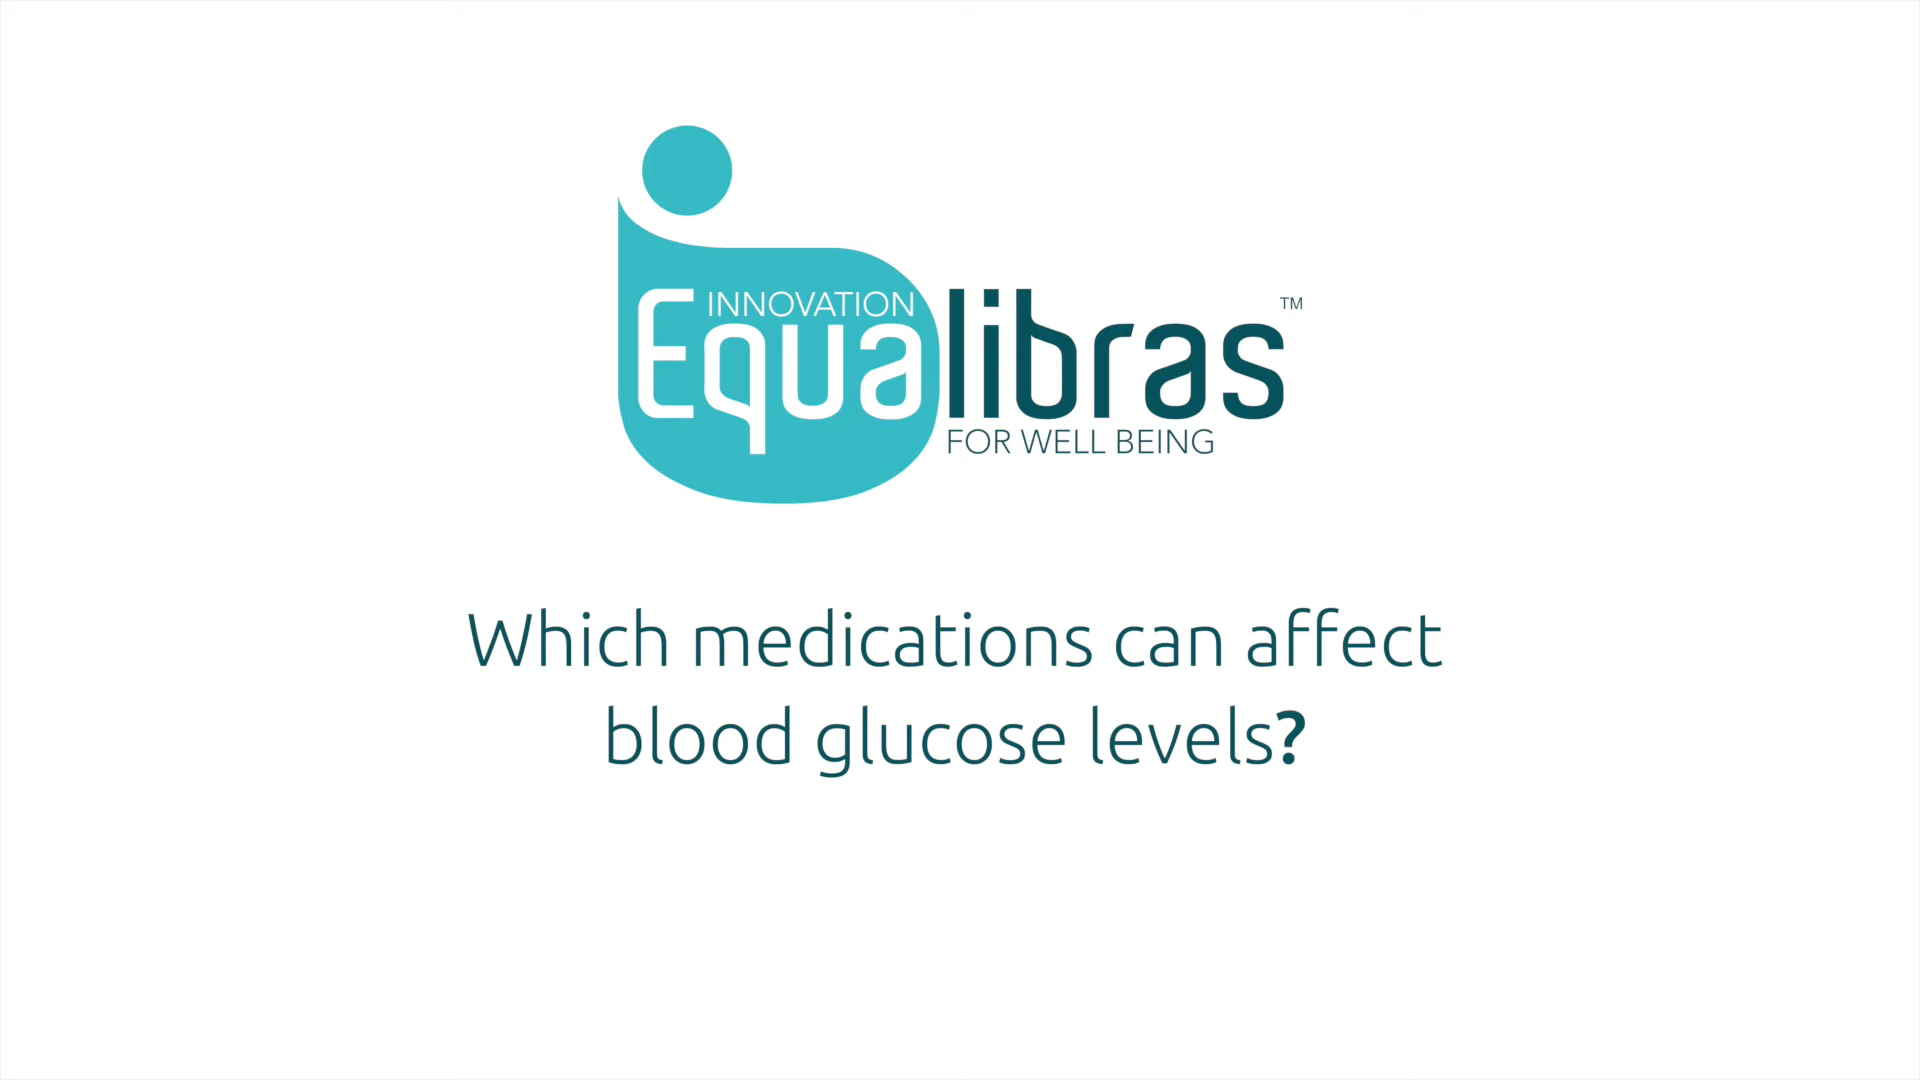 INNOVATION
Equalibras™
FOR WELL BEING
Which medications can affect
blood glucose levels?